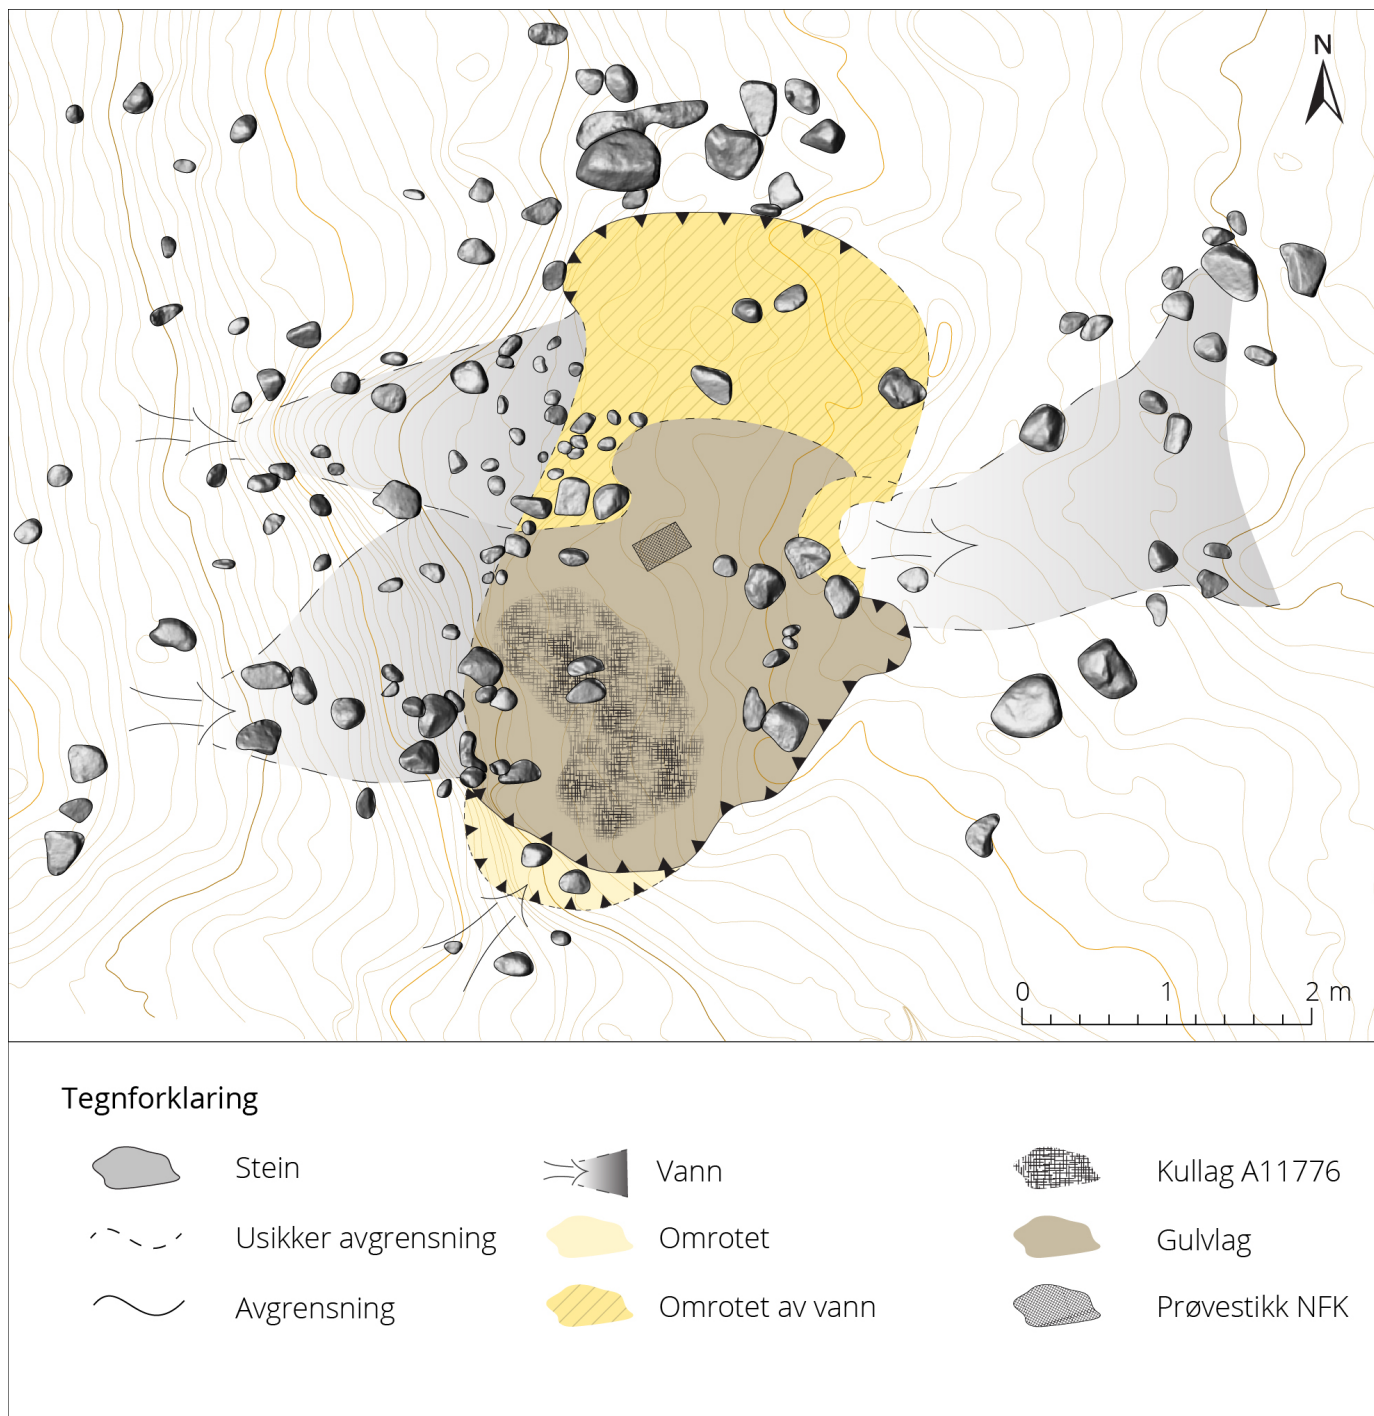 N
0 1 2 m
Tegnforklaring
Stein
Vann
Kullag A11776
Usikker avgrensning
Omrotet
Gulvlag
Avgrensning
Omrotet av vann
Prøvestikk NFK